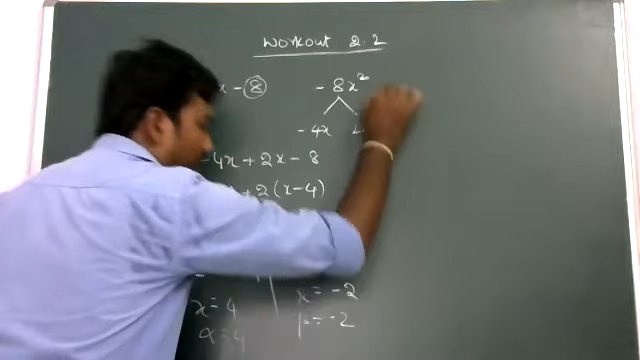 Workout 2.2
x - 8
- 8x²
- 4x
- 4x + 2x - 8
+ 2 (x - 4)
x = 4
x = - 2
α = 4
β = - 2